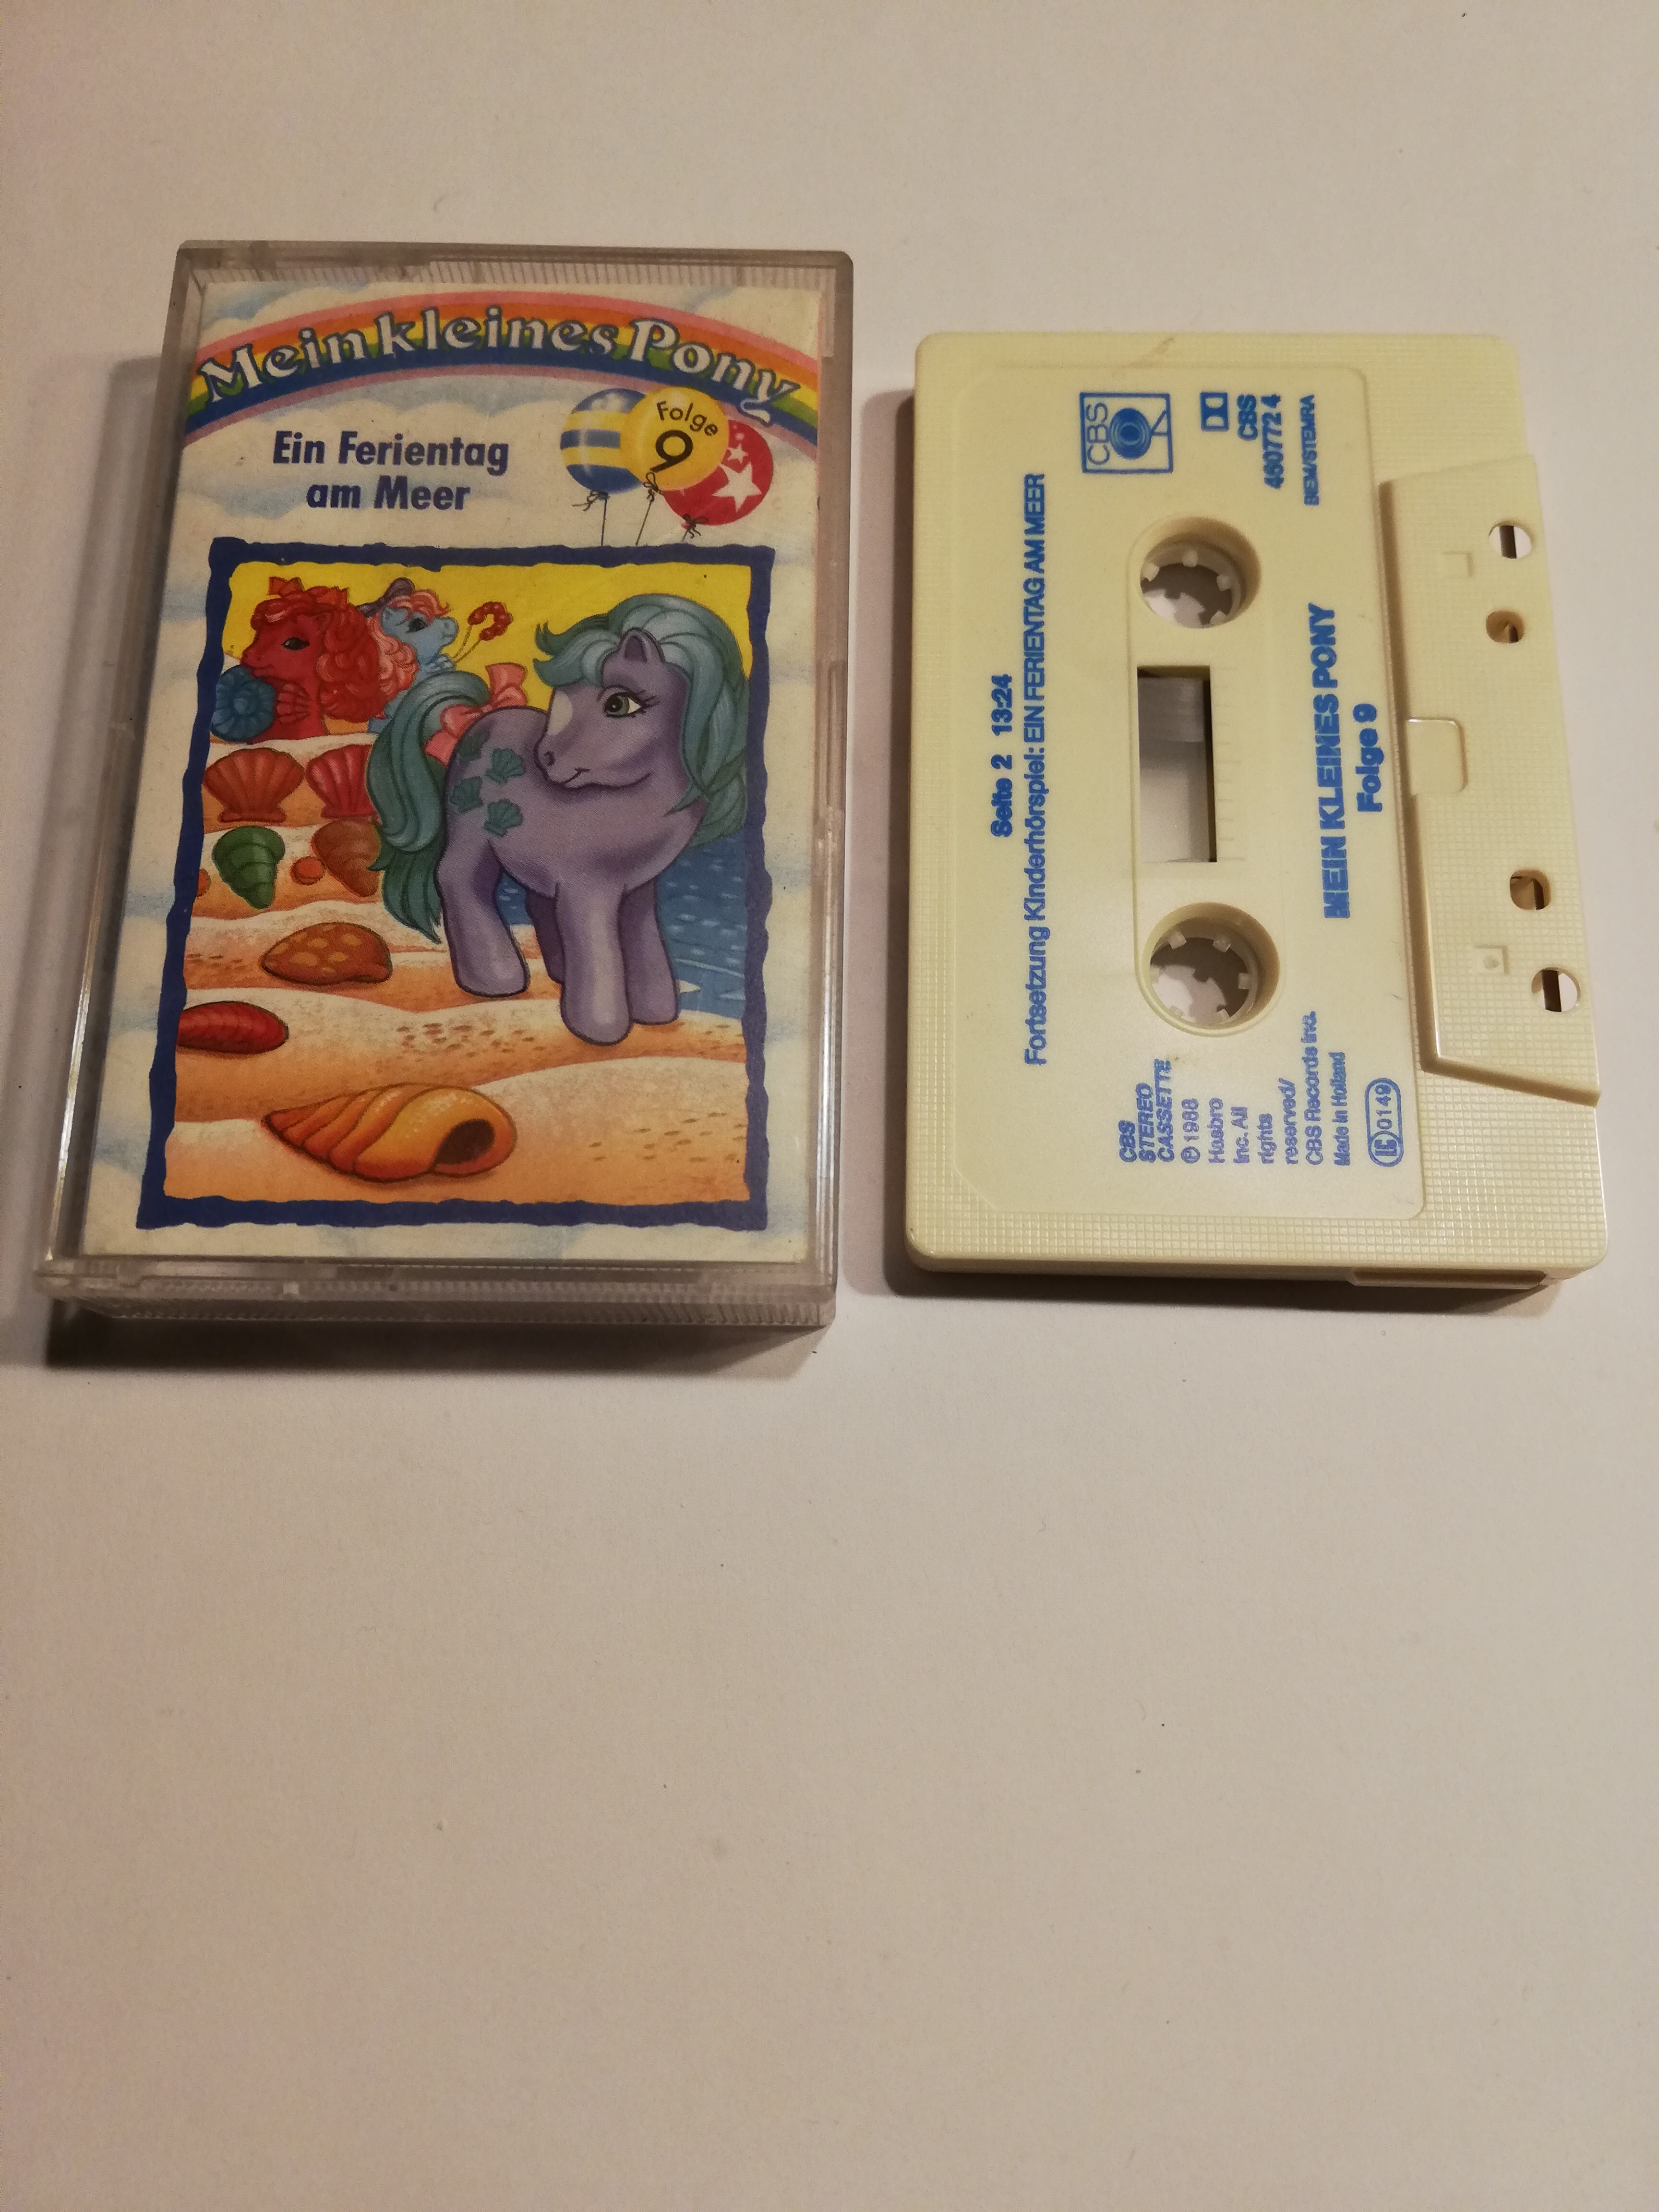 Mein kleines Pony
Ein Ferientag
am Meer
Folge
9
Seite 2 13:24
Fortsetzung Kinderhörspiel: EIN FERIENTAG AM MEER
CBS
CBS
460772 4
BIEM/STEMRA
CBS
STEREO
CASSETTE
℗ 1988
Hasbro
Inc. All
rights
reserved/
CBS Records Inc.
Made in Holland
LC 0149
MEIN KLEINES PONY
Folge 9